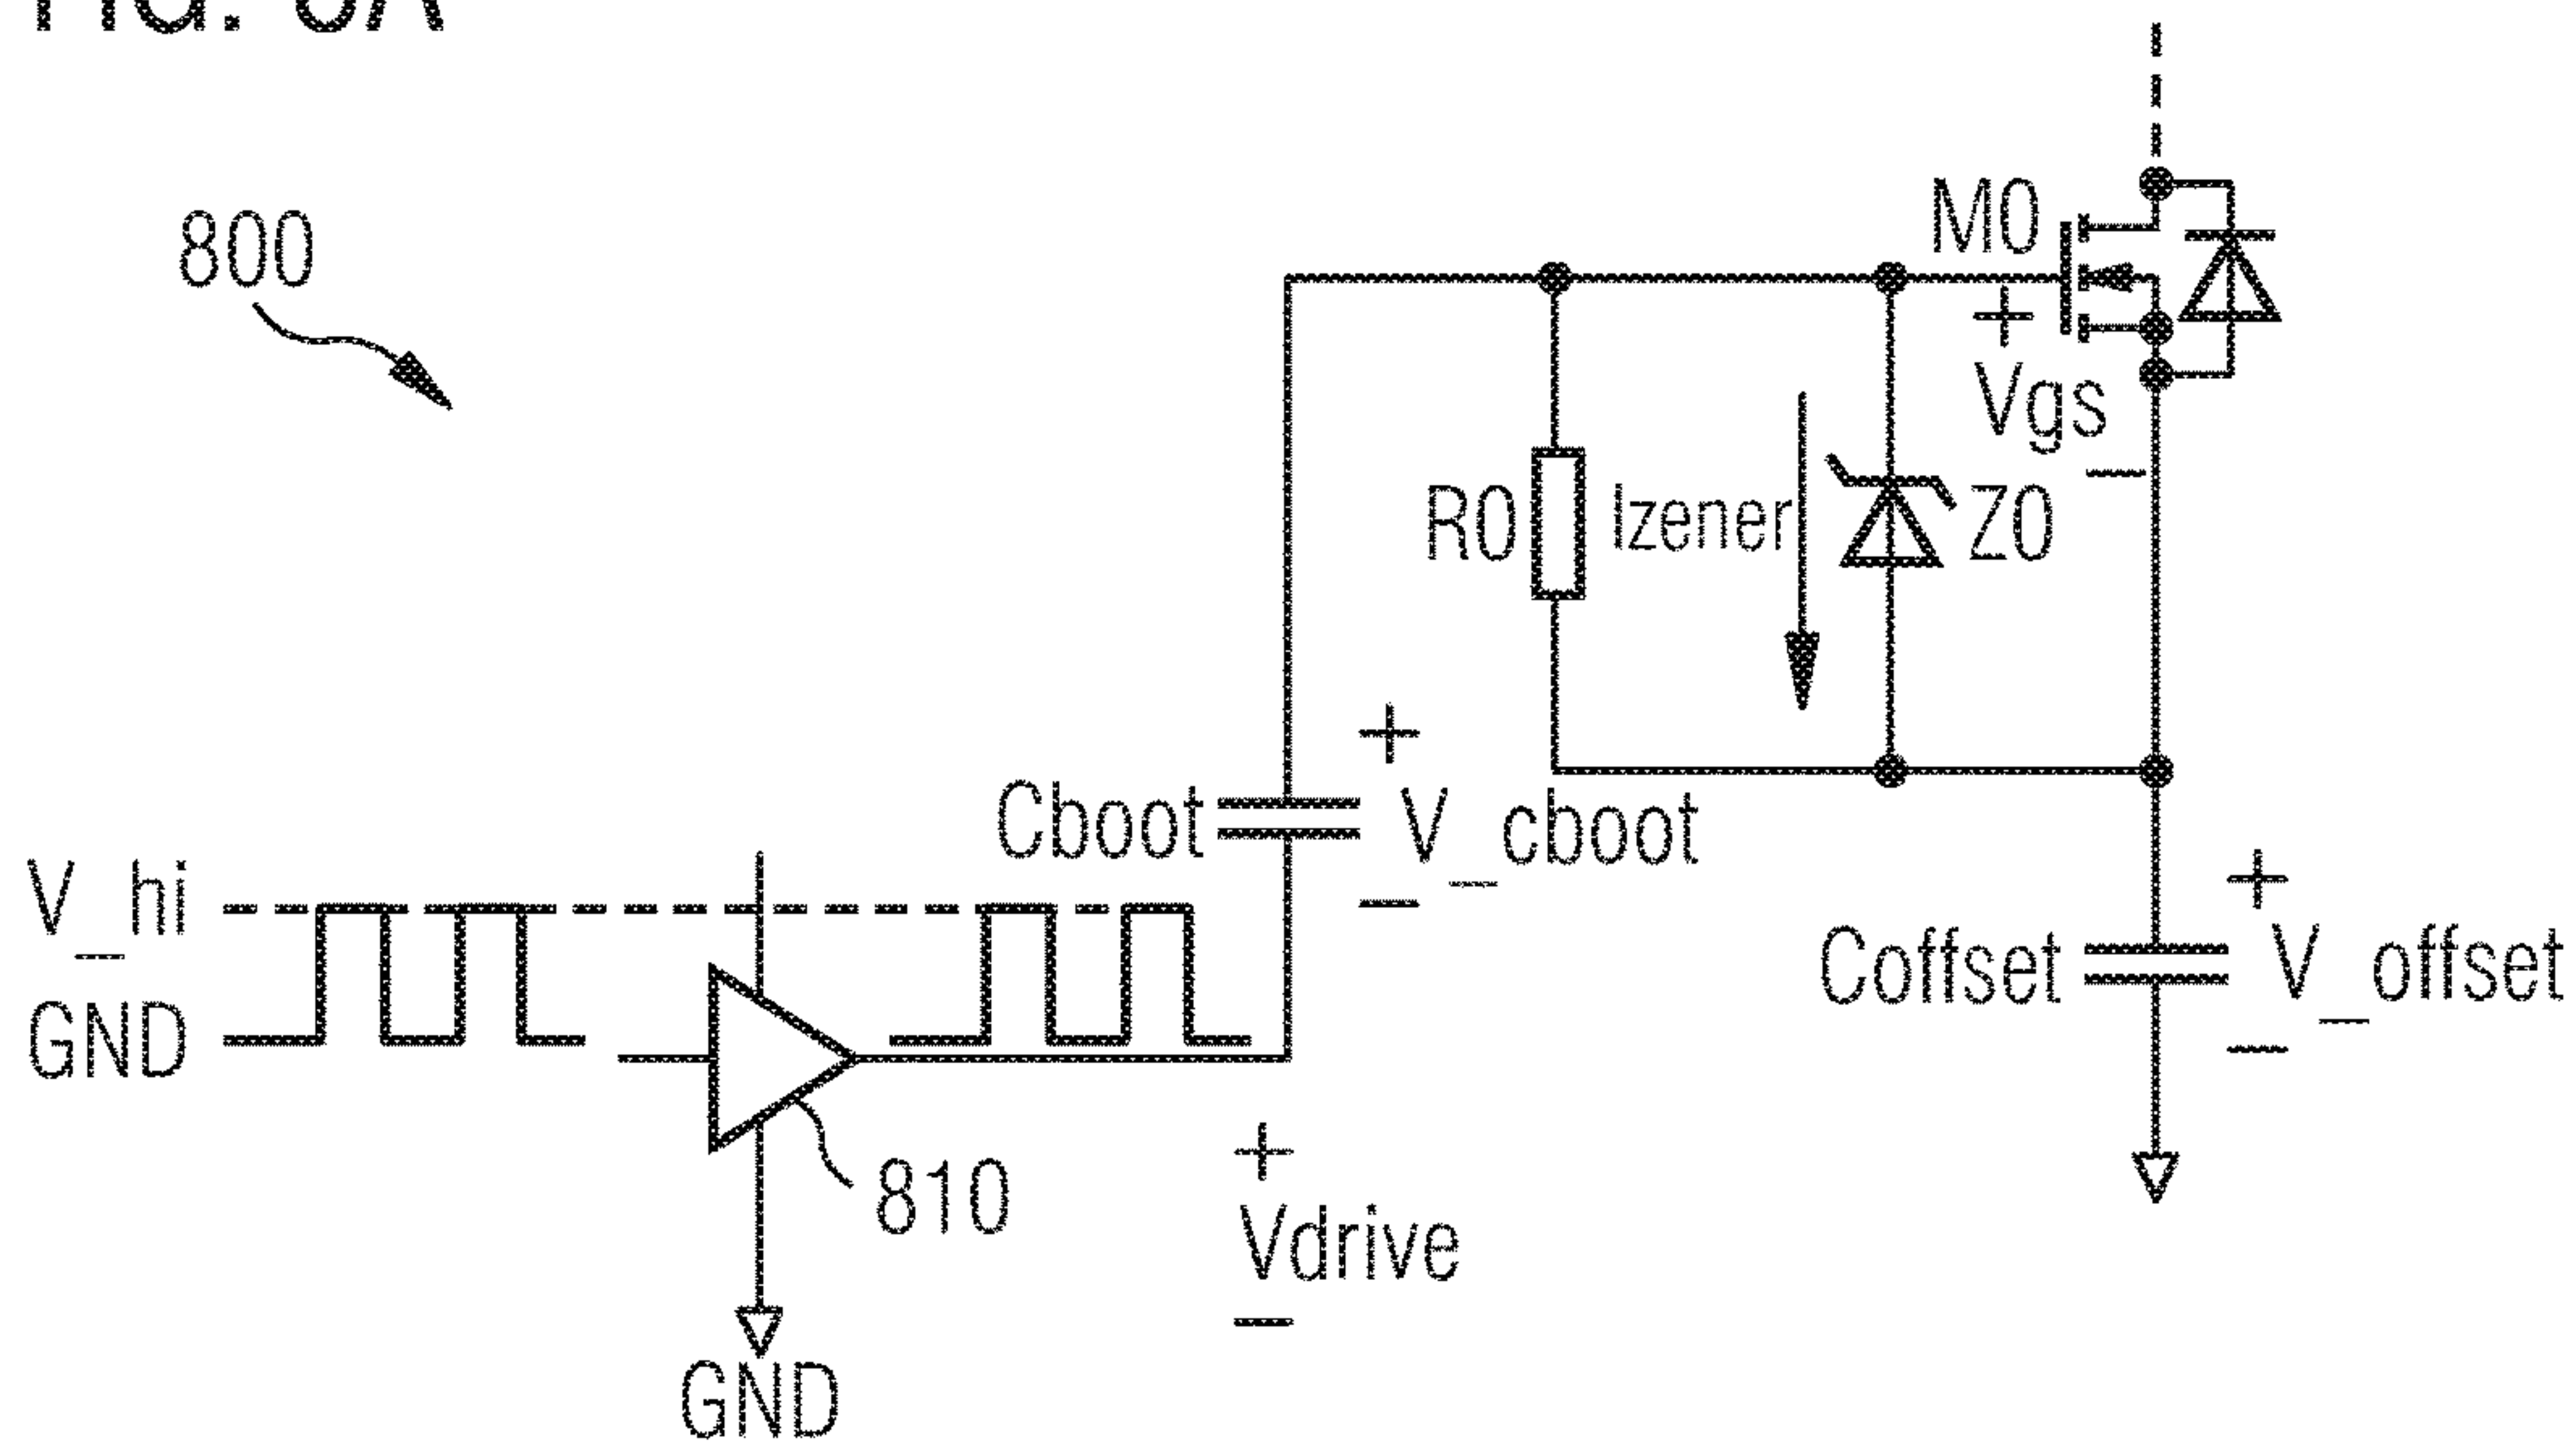 800
M0
+
Vgs
−
R0
Izener
Z0
Cboot
+
V_cboot
−
V_hi
GND
Coffset
+
V_offset
−
810
+
Vdrive
−
GND